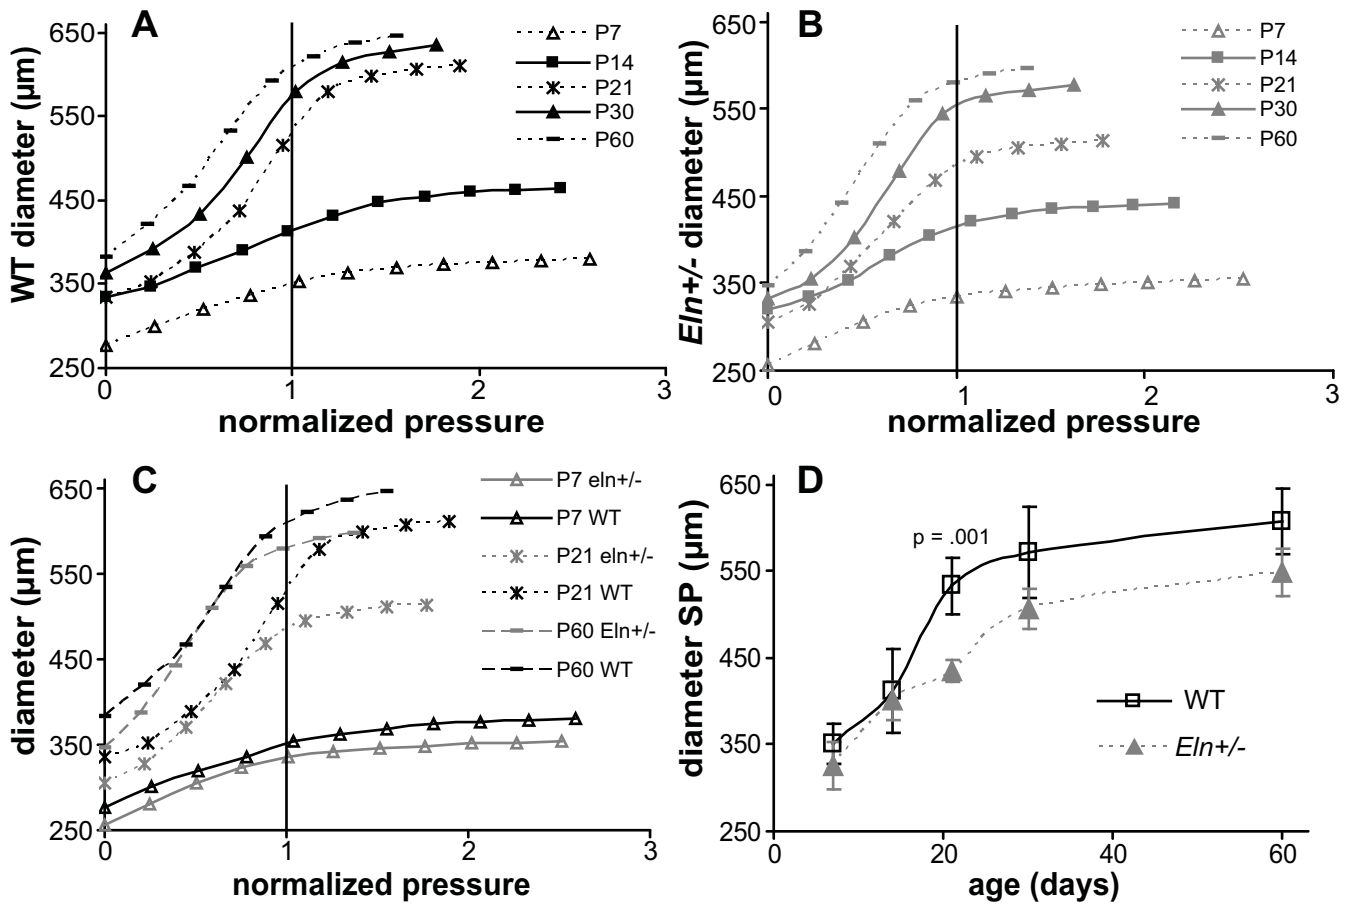 A
WT diameter (μm)
650
550
450
350
250
0
1
2
3
normalized pressure
P7
P14
P21
P30
P60
B
Eln+/- diameter (μm)
650
550
450
350
250
0
1
2
3
normalized pressure
P7
P14
P21
P30
P60
C
diameter (μm)
650
550
450
350
250
0
1
2
3
normalized pressure
P7 eln+/-
P7 WT
P21 eln+/-
P21 WT
P60 Eln+/-
P60 WT
D
diameter SP (μm)
650
550
450
350
250
0
20
40
60
age (days)
p = .001
WT
Eln+/-